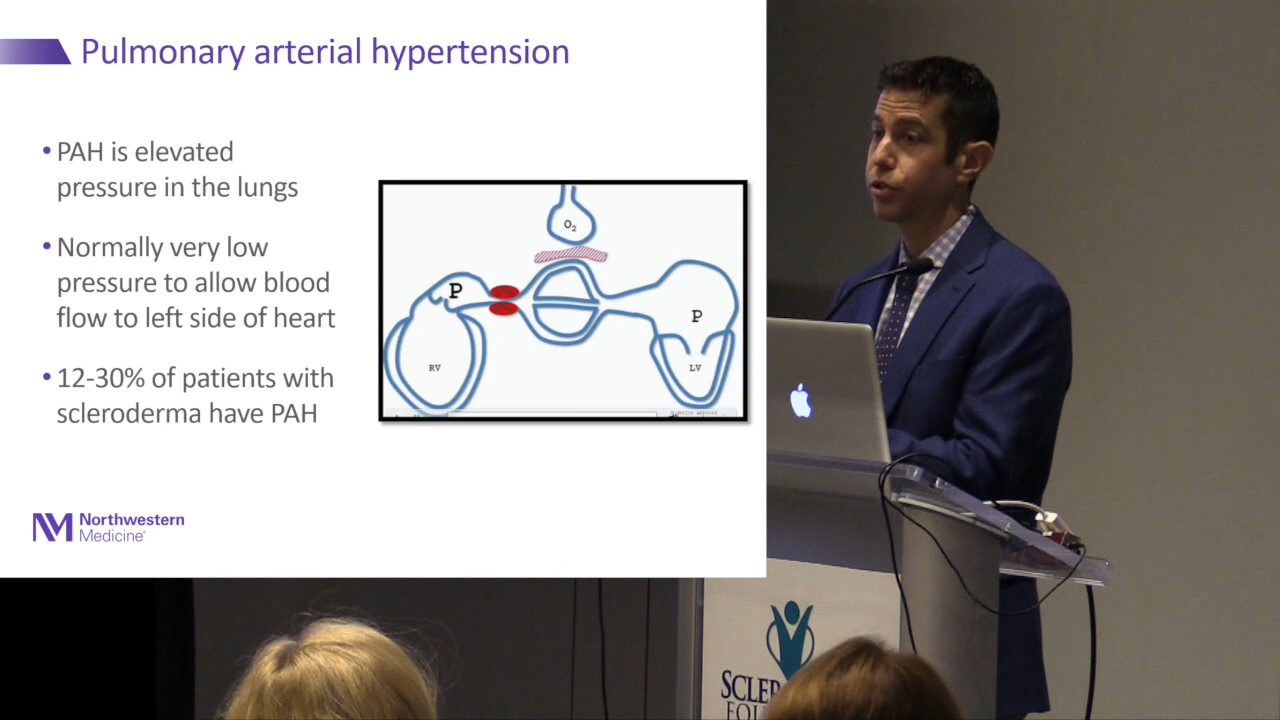 Pulmonary arterial hypertension
• PAH is elevated
pressure in the lungs
• Normally very low
pressure to allow blood
flow to left side of heart
• 12-30% of patients with
scleroderma have PAH
O2
P
P
RV
LV
NM Northwestern
Medicine